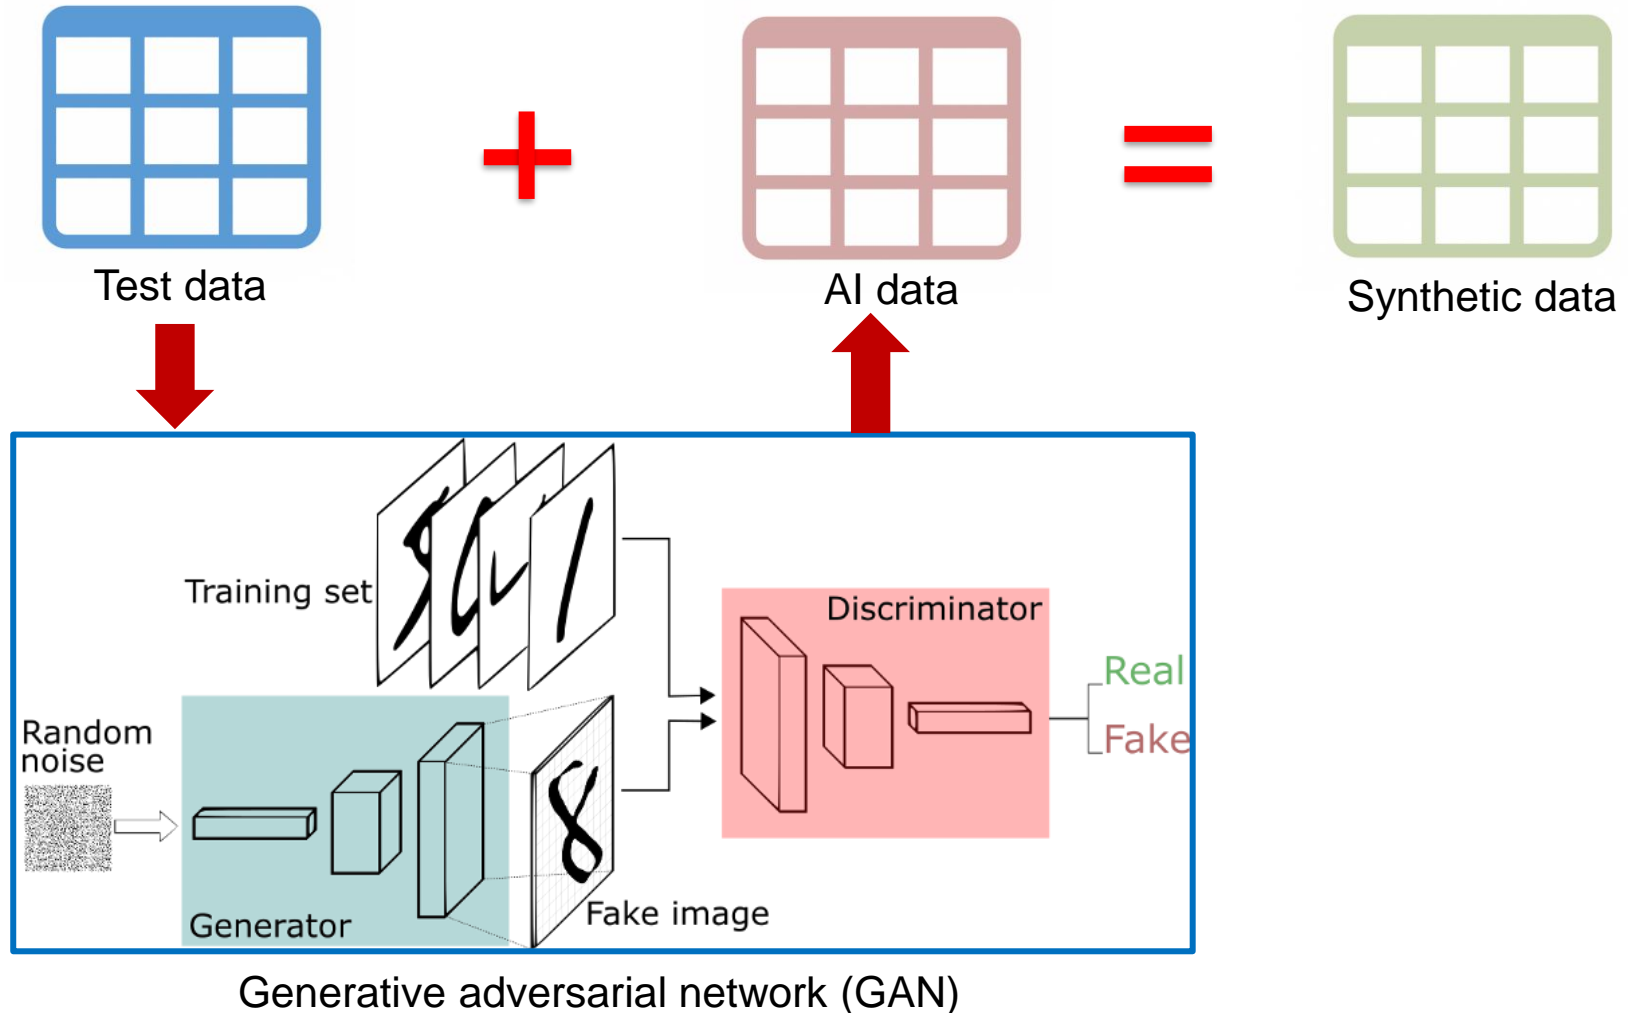 Test data
AI data
Synthetic data
Training set
Discriminator
Real
Fake
Random
noise
Generator
Fake image
8
Generative adversarial network (GAN)